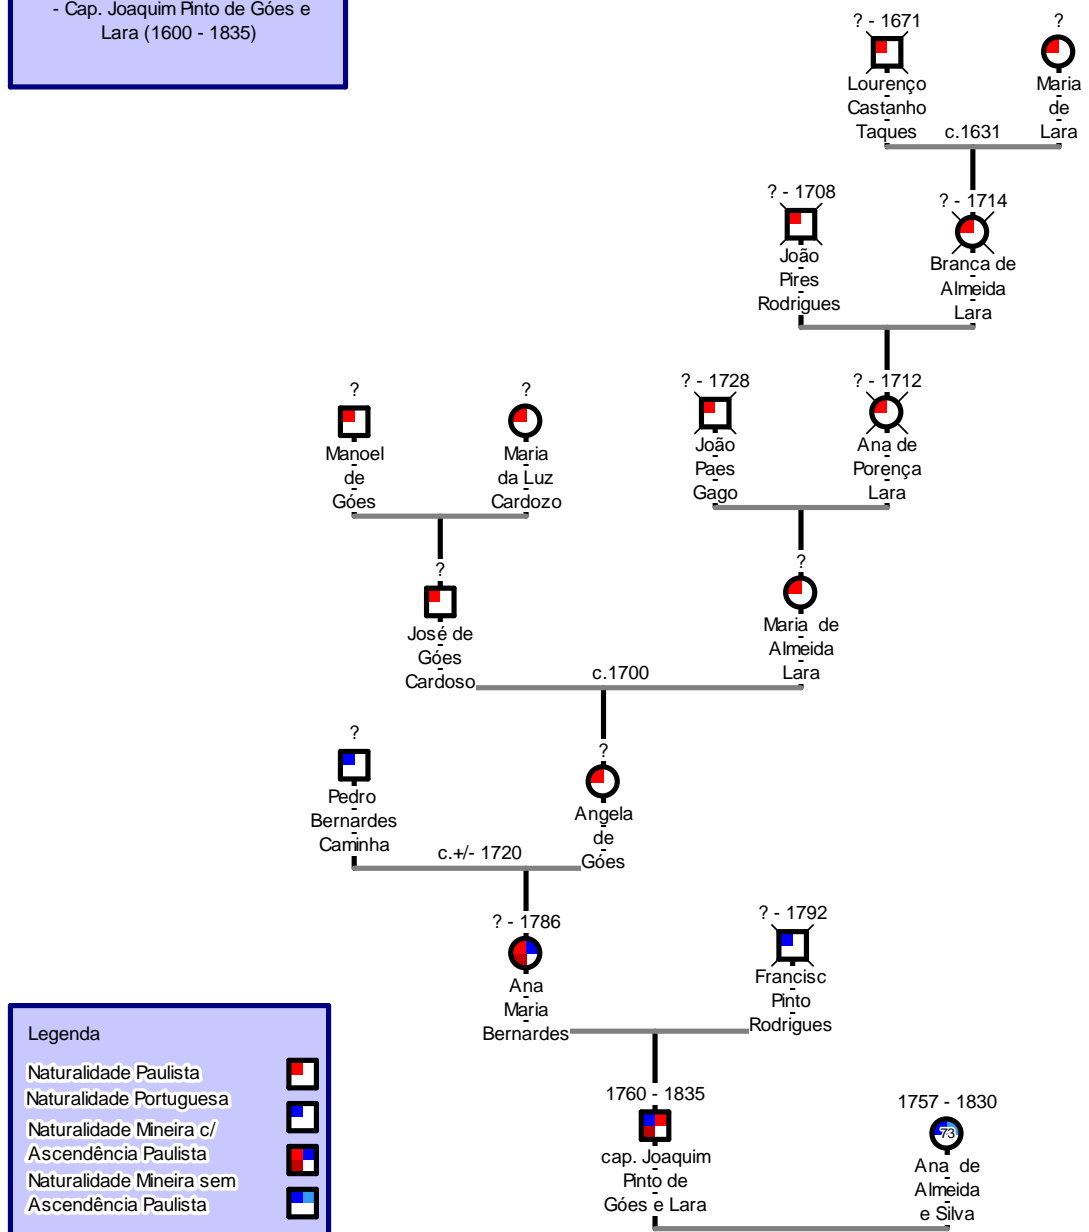 - Cap. Joaquim Pinto de Góes e
Lara (1600 - 1835)
? - 1671
?
Lourenço
Castanho
Taques
Maria
de
Lara
c.1631
? - 1708
? - 1714
João
Pires
Rodrigues
Branca de
Almeida
Lara
?
?
? - 1728
? - 1712
Manoel
de
Góes
Maria
da Luz
Cardozo
João
Paes
Gago
Ana de
Porença
Lara
?
?
José de
Góes
Cardoso
Maria de
Almeida
Lara
c.1700
?
?
Pedro
Bernardes
Caminha
Angela
de
Góes
c.+/- 1720
? - 1786
? - 1792
Ana
Maria
Bernardes
Francisc
Pinto
Rodrigues
1760 - 1835
1757 - 1830
73
cap. Joaquim
Pinto de
Góes e Lara
Ana de
Almeida
e Silva
Legenda
Naturalidade Paulista
Naturalidade Portuguesa
Naturalidade Mineira c/
Ascendência Paulista
Naturalidade Mineira sem
Ascendência Paulista